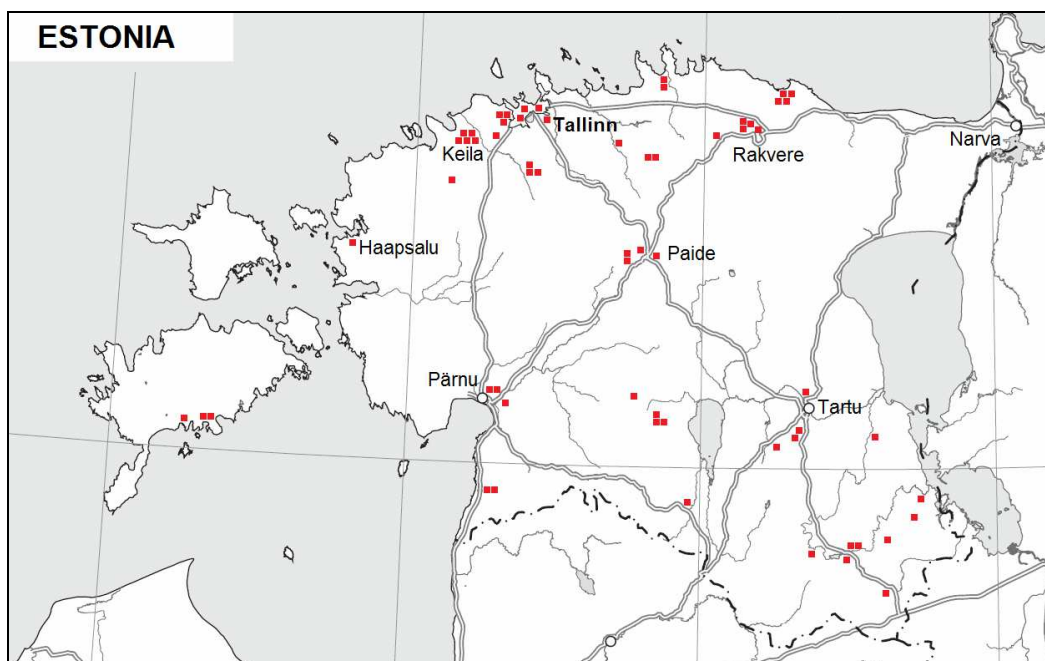 ESTONIA
Tallinn
Narva
Keila
Rakvere
Haapsalu
Paide
Pärnu
Tartu